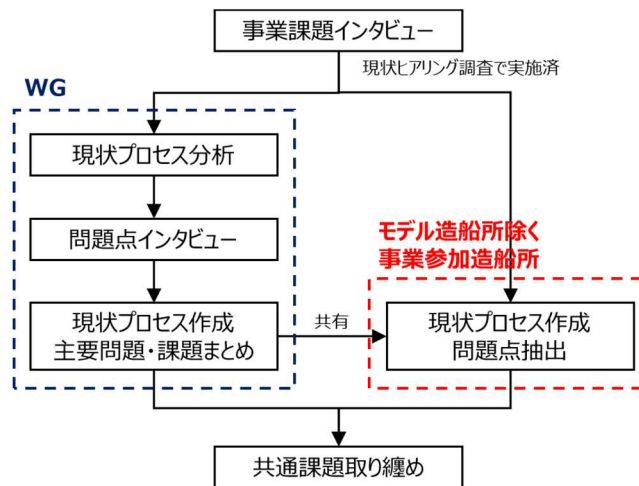 事業課題インタビュー
現状ヒアリング調査で実施済
WG
現状プロセス分析
問題点インタビュー
モデル造船所除く
事業参加造船所
現状プロセス作成
主要問題・課題まとめ
共有
現状プロセス作成
問題点抽出
共通課題取り纏め